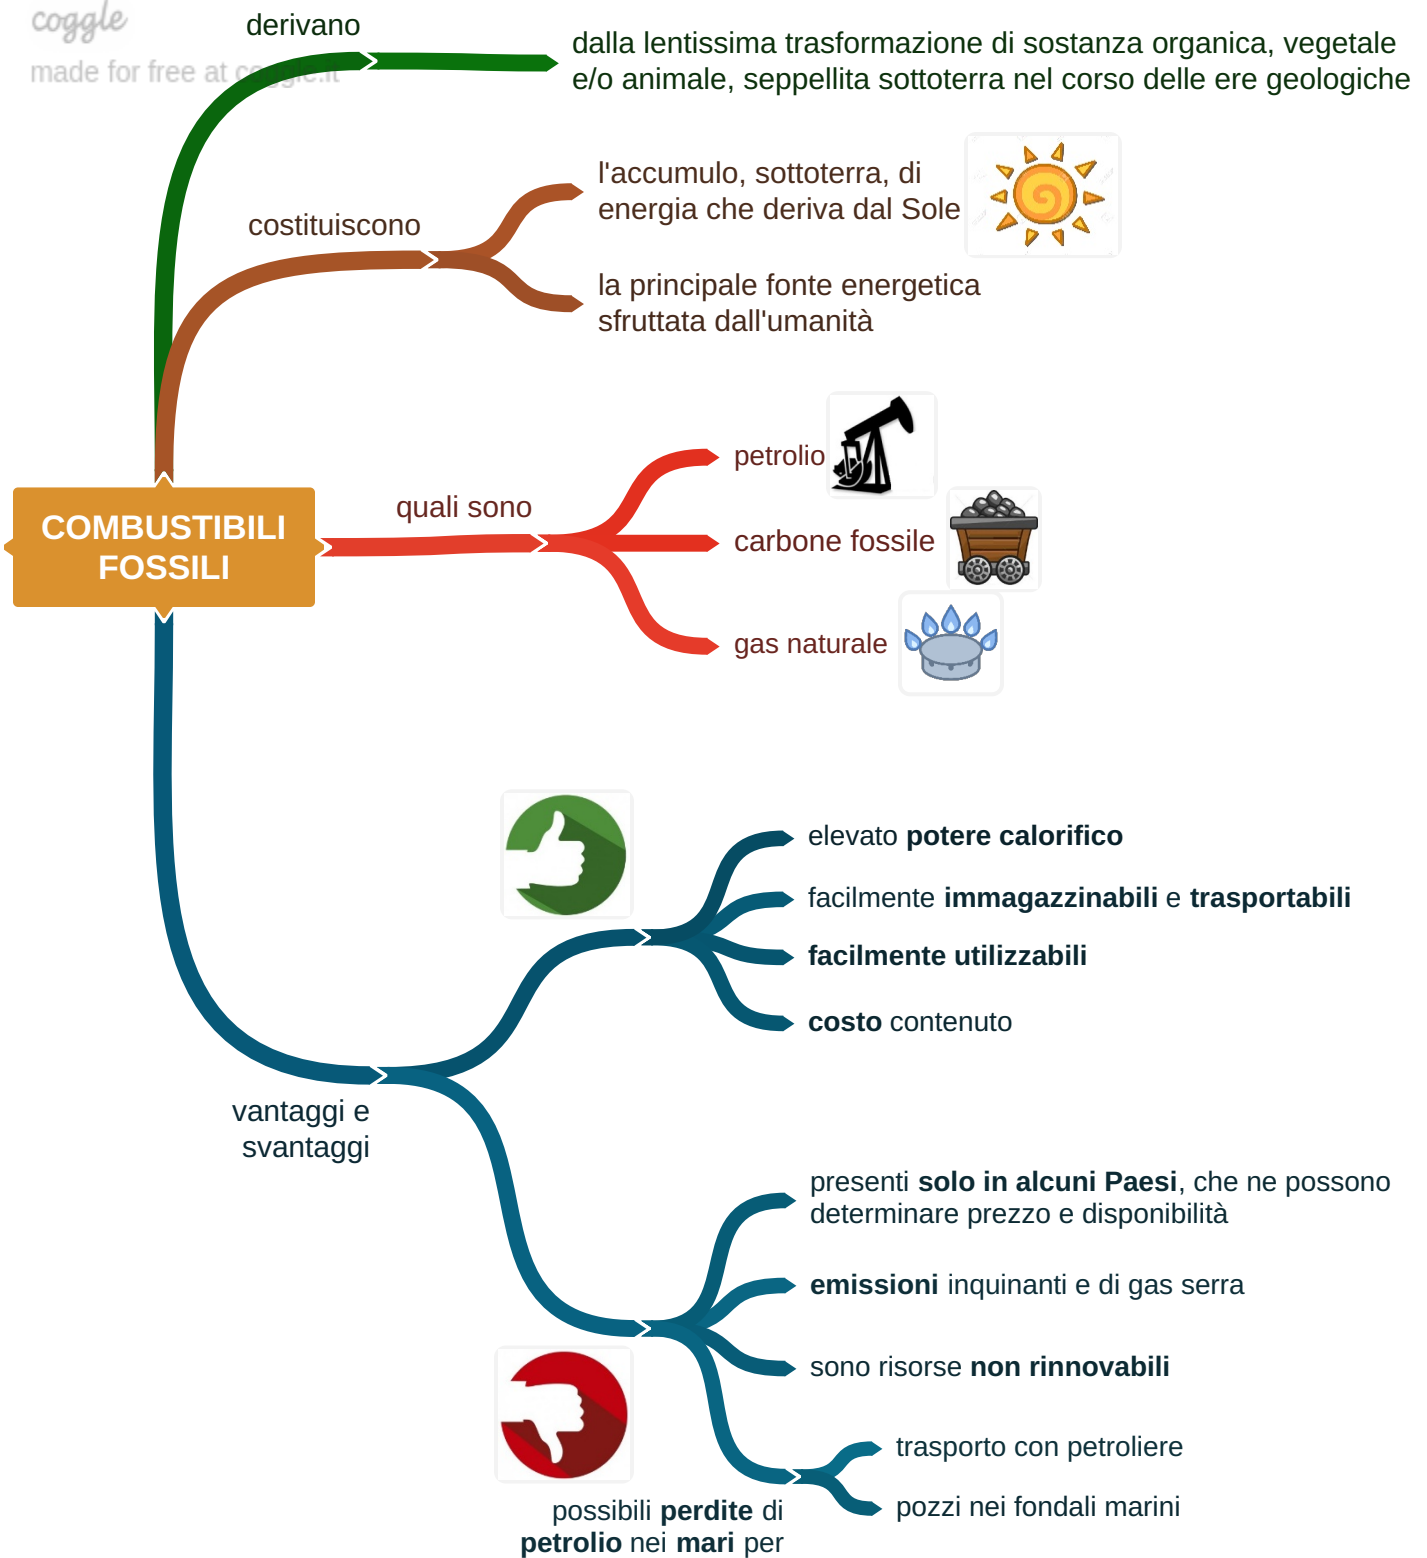 coggle
made for free at coggle.it
derivano
dalla lentissima trasformazione di sostanza organica, vegetale
e/o animale, seppellita sottoterra nel corso delle ere geologiche
costituiscono
l'accumulo, sottoterra, di
energia che deriva dal Sole
la principale fonte energetica
sfruttata dall'umanità
COMBUSTIBILI
FOSSILI
quali sono
petrolio
carbone fossile
gas naturale
vantaggi e
svantaggi
elevato potere calorifico
facilmente immagazzinabili e trasportabili
facilmente utilizzabili
costo contenuto
presenti solo in alcuni Paesi, che ne possono
determinare prezzo e disponibilità
emissioni inquinanti e di gas serra
sono risorse non rinnovabili
possibili perdite di
petrolio nei mari per
trasporto con petroliere
pozzi nei fondali marini